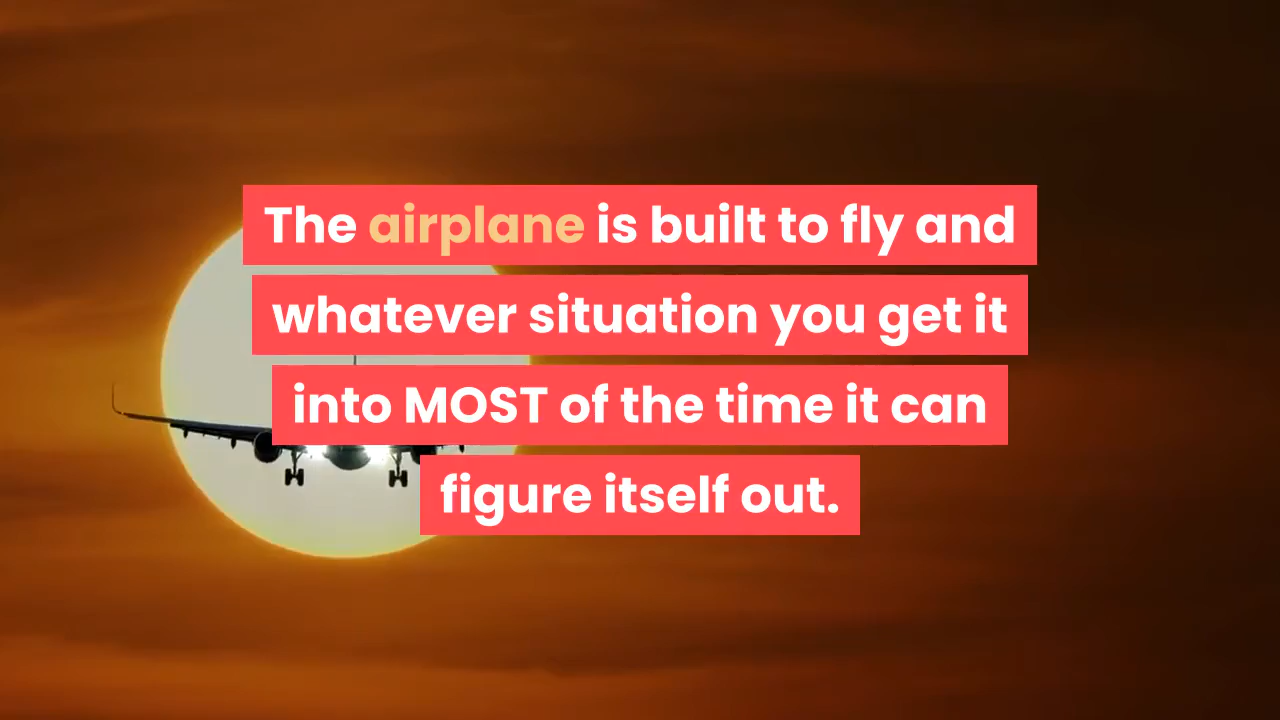 The airplane is built to fly and
whatever situation you get it
into MOST of the time it can
figure itself out.